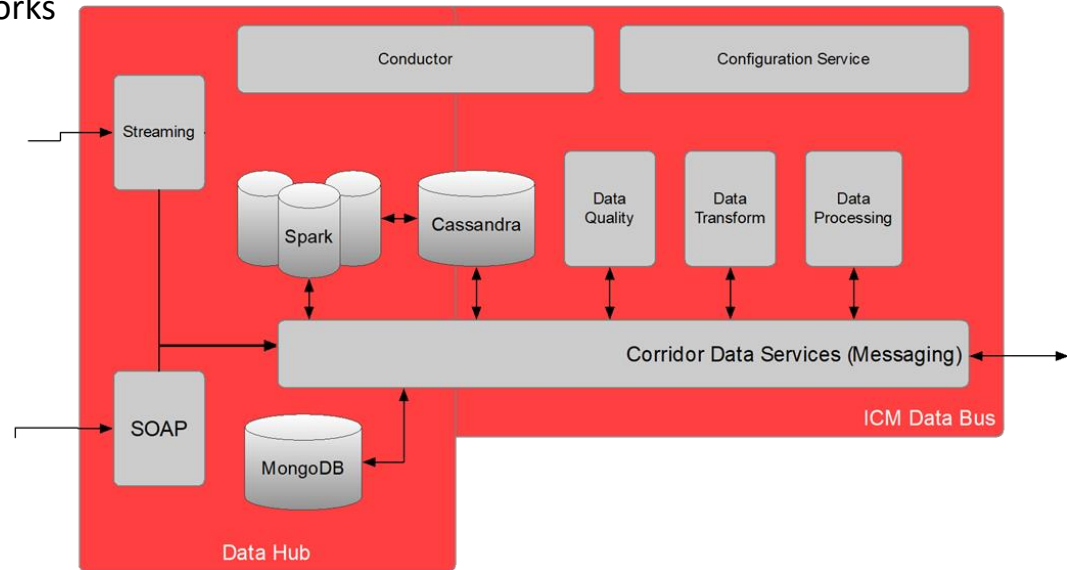 orks
Conductor
Configuration Service
Streaming
Spark
Cassandra
Data
Quality
Data
Transform
Data
Processing
Corridor Data Services (Messaging)
ICM Data Bus
SOAP
MongoDB
Data Hub